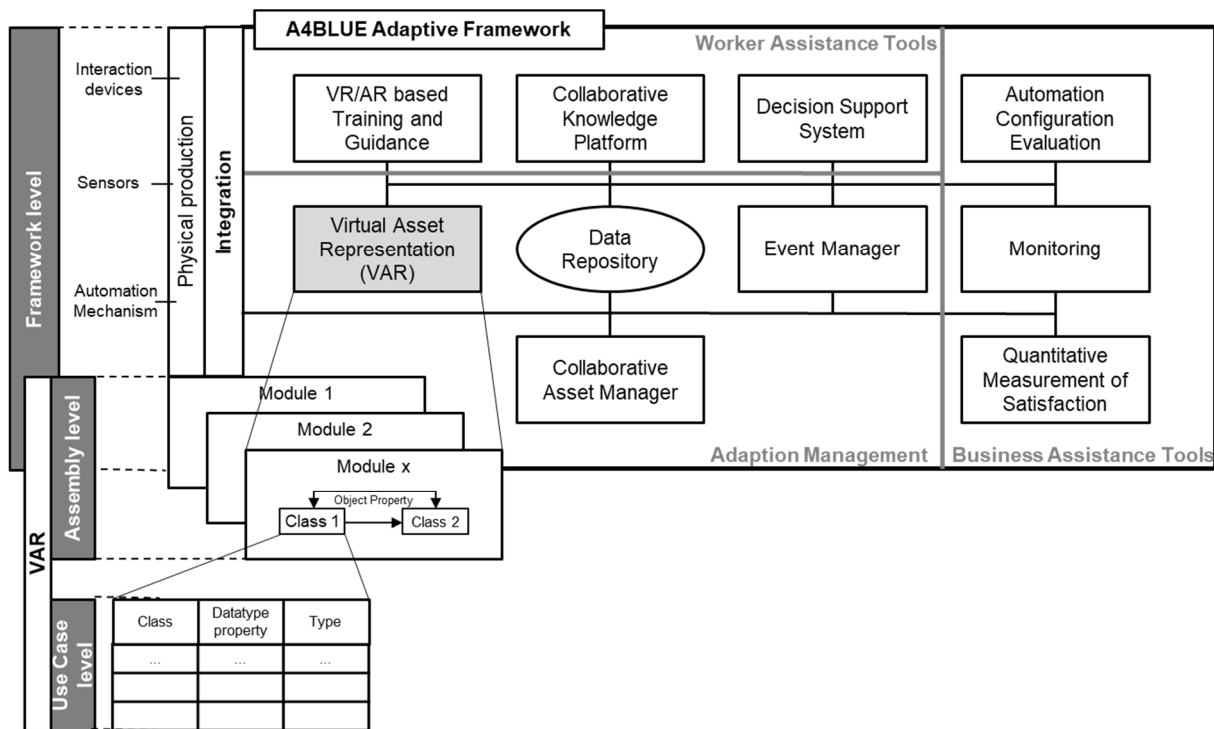 A4BLUE Adaptive Framework
Worker Assistance Tools
Framework level
Interaction
devices
Sensors
Automation
Mechanism
Physical production
Integration
VR/AR based
Training and
Guidance
Collaborative
Knowledge
Platform
Decision Support
System
Automation
Configuration
Evaluation
Virtual Asset
Representation
(VAR)
Data
Repository
Event Manager
Monitoring
Collaborative
Asset Manager
Quantitative
Measurement of
Satisfaction
Adaption Management
Business Assistance Tools
VAR
Assembly level
Module 1
Module 2
Module x
Object Property
Class 1
Class 2
Use Case
level
Class
Datatype
property
Type
... ... ...